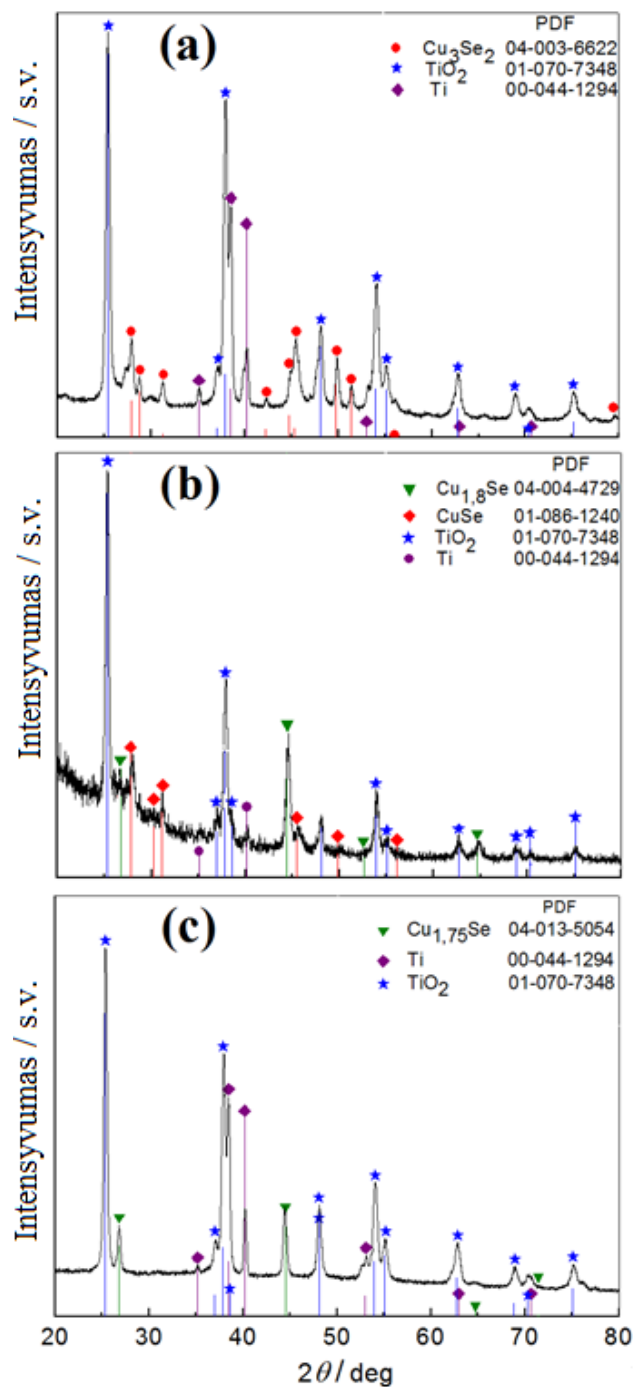 (a)
PDF
Cu3Se2 04-003-6622
TiO2 01-070-7348
Ti 00-044-1294
Intensyvumas / s.v.
(b)
PDF
Cu1,8Se 04-004-4729
CuSe 01-086-1240
TiO2 01-070-7348
Ti 00-044-1294
Intensyvumas / s.v.
(c)
PDF
Cu1,75Se 04-013-5054
Ti 00-044-1294
TiO2 01-070-7348
Intensyvumas / s.v.
20 30 40 50 60 70 80
2θ / deg